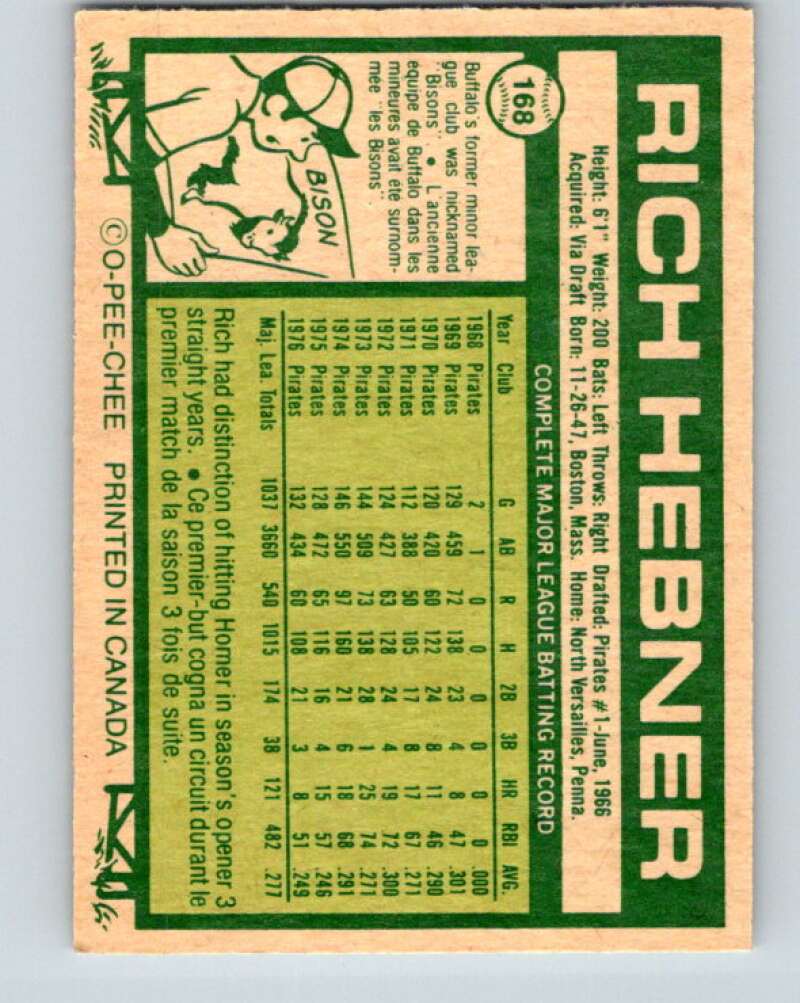 RICH HEBNER
168
Height: 6'1" Weight: 200 Bats: Left Throws: Right Drafted: Pirates #1-June, 1966
Acquired: Via Draft Born: 11-26-47, Boston, Mass. Home: North Versailles, Penna.
Buffalo's former minor lea-
gue club was nicknamed
"Bisons". ● L'ancienne
equipe de Buffalo dans les
mineures avait été surnom-
mée "les Bisons"
BISON
COMPLETE MAJOR LEAGUE BATTING RECORD
Year Club G AB R H 2B 3B HR RBI AVG.
1968 Pirates 2 1 0 0 0 0 0 0 .000
1969 Pirates 129 459 72 138 23 4 8 47 .301
1970 Pirates 120 420 60 122 24 8 11 46 .290
1971 Pirates 112 388 50 105 17 8 17 67 .271
1972 Pirates 124 427 63 128 24 4 19 72 .300
1973 Pirates 144 509 73 138 28 1 25 74 .271
1974 Pirates 146 550 97 160 21 6 18 68 .291
1975 Pirates 128 472 65 116 16 4 15 57 .246
1976 Pirates 132 434 60 108 21 3 8 51 .249
Maj. Lea. Totals 1037 3660 540 1015 174 38 121 482 .277
Rich had distinction of hitting Homer in season's opener 3
straight years. ● Ce premier-but cogna un circuit durant le
premier match de la saison 3 fois de suite.
©O-PEE-CHEE PRINTED IN CANADA